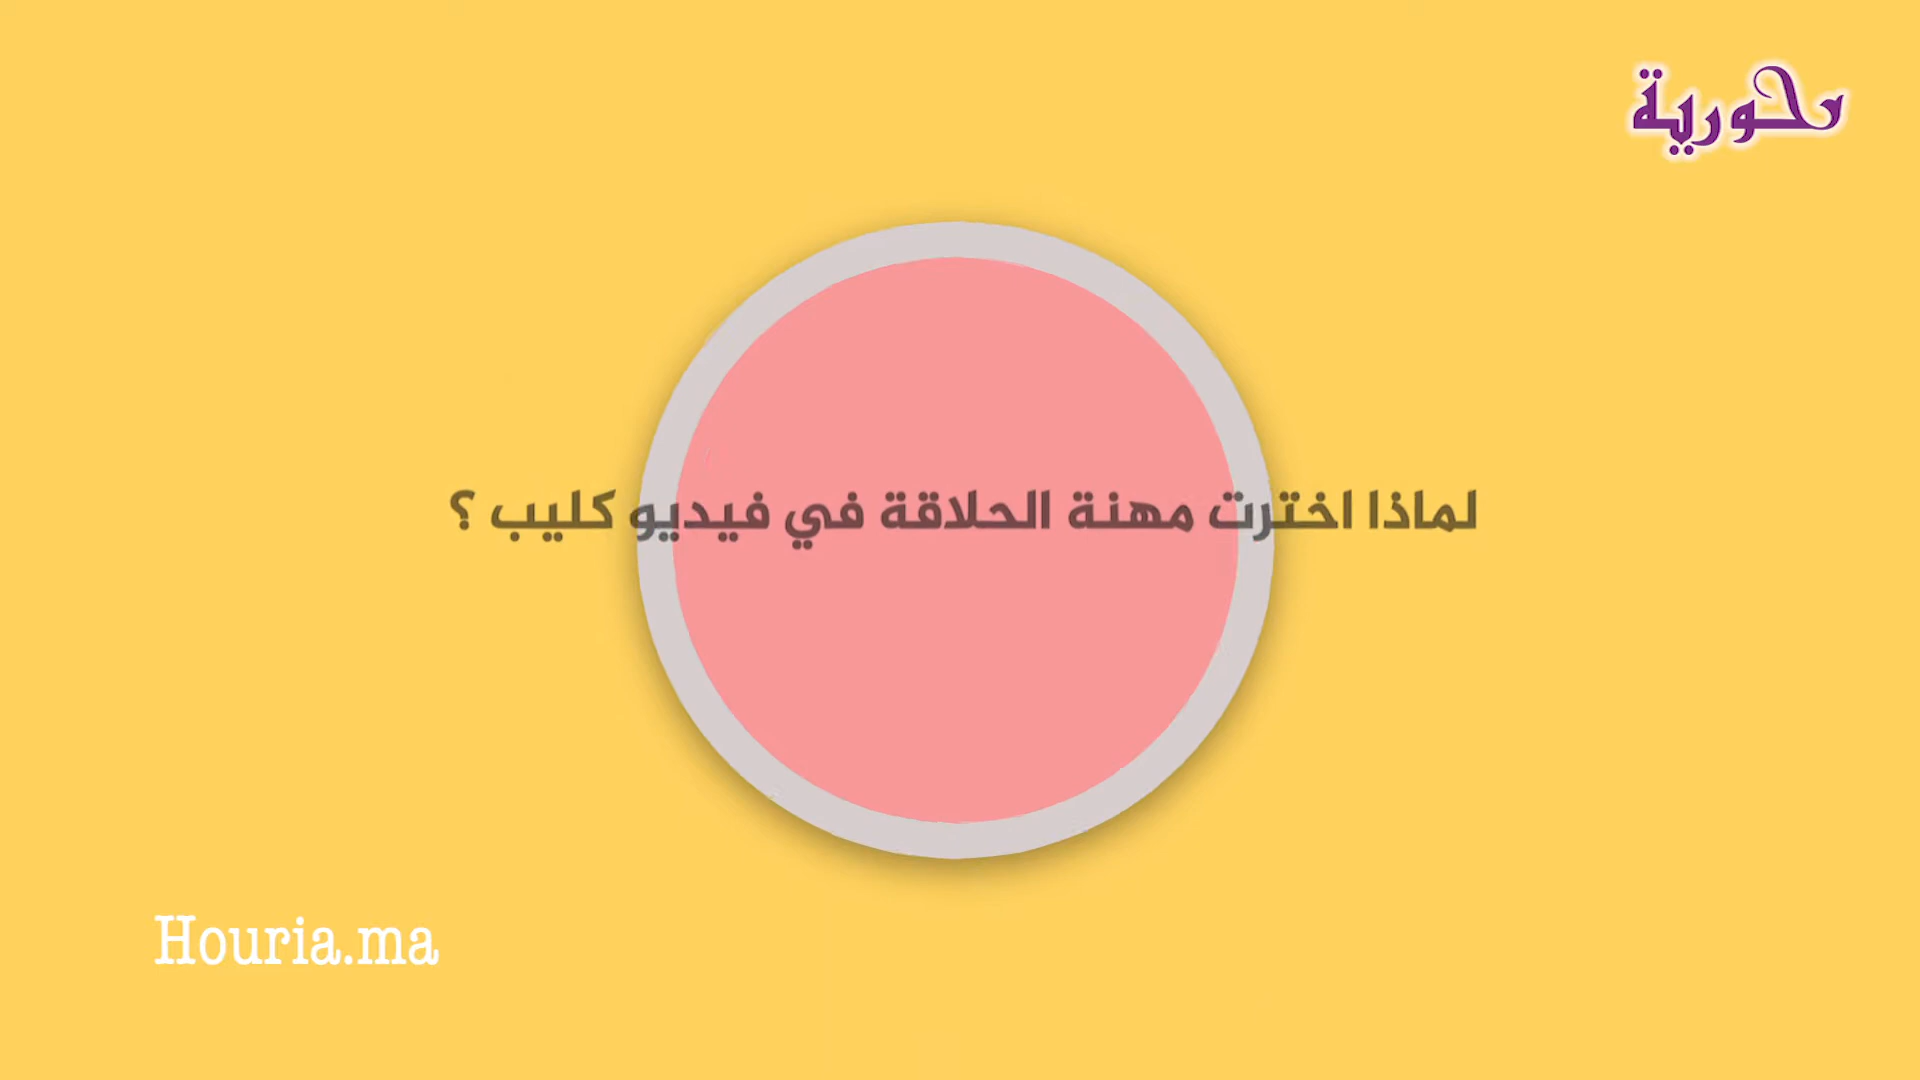 حورية
لماذا اخترت مهنة الحلاقة في فيديو كليب ؟
Houria.ma